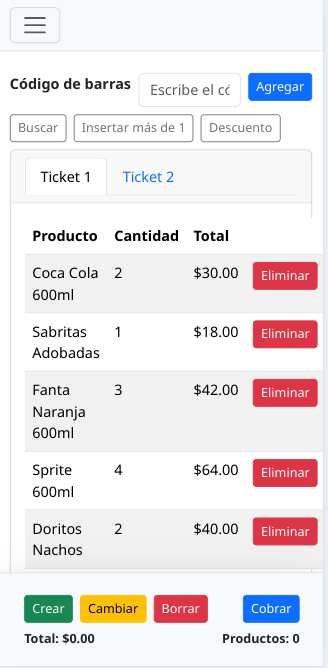 Código de barras Escribe el có Agregar
Buscar Insertar más de 1 Descuento
Ticket 1 Ticket 2
Producto Cantidad Total
Coca Cola 2 $30.00 Eliminar
600ml
Sabritas 1 $18.00 Eliminar
Adobadas
Fanta 3 $42.00 Eliminar
Naranja
600ml
Sprite 4 $64.00 Eliminar
600ml
Doritos 2 $40.00 Eliminar
Nachos
Crear Cambiar Borrar Cobrar
Total: $0.00 Productos: 0